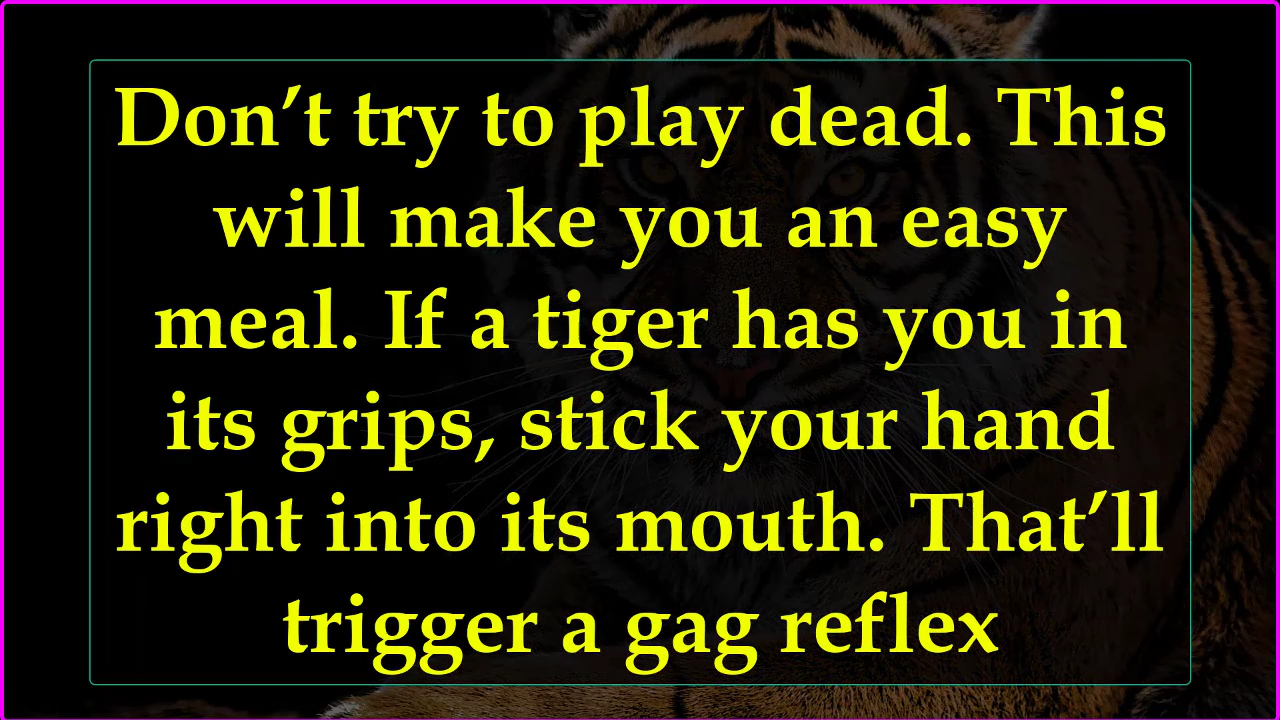 Don’t try to play dead. This
will make you an easy
meal. If a tiger has you in
its grips, stick your hand
right into its mouth. That’ll
trigger a gag reflex